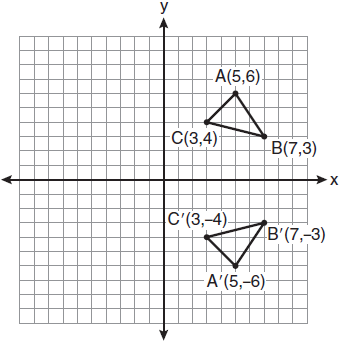 y
A(5,6)
C(3,4)
B(7,3)
x
C′(3,–4)
B′(7,–3)
A′(5,–6)